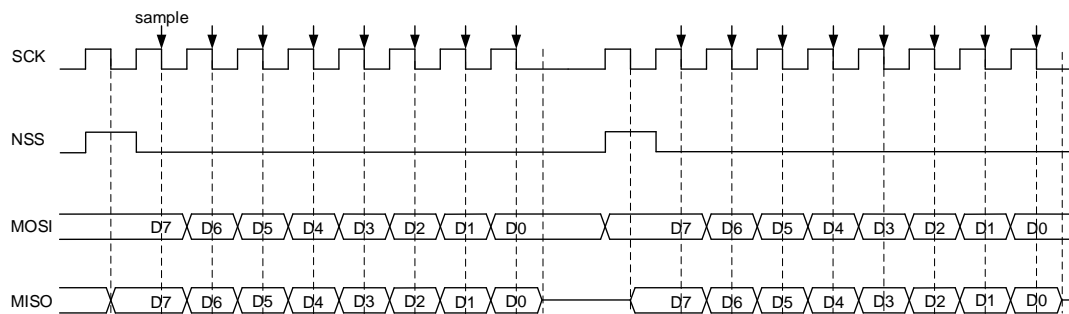 sample
SCK
NSS
MOSI D7 D6 D5 D4 D3 D2 D1 D0 D7 D6 D5 D4 D3 D2 D1 D0
MISO D7 D6 D5 D4 D3 D2 D1 D0 D7 D6 D5 D4 D3 D2 D1 D0